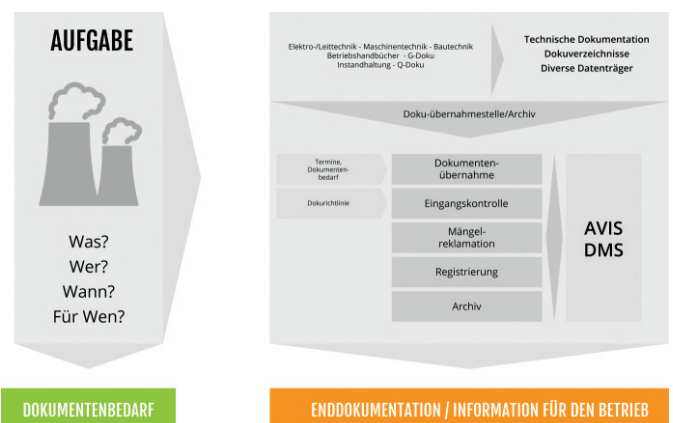 AUFGABE
Was?
Wer?
Wann?
Für Wen?
DOKUMENTENBEDARF
Elektro-/Leittechnik - Maschinentechnik - Bautechnik
Betriebshandbücher - G-Doku
Instandhaltung - Q-Doku
Technische Dokumentation
Dokuverzeichnisse
Diverse Datenträger
Doku-übernahmestelle/Archiv
Termine,
Dokumenten-
bedarf
Dokumenten-
übernahme
Dokurichtlinie
Eingangskontrolle
Mängel-
reklamation
Registrierung
Archiv
AVIS
DMS
ENDDOKUMENTATION / INFORMATION FÜR DEN BETRIEB